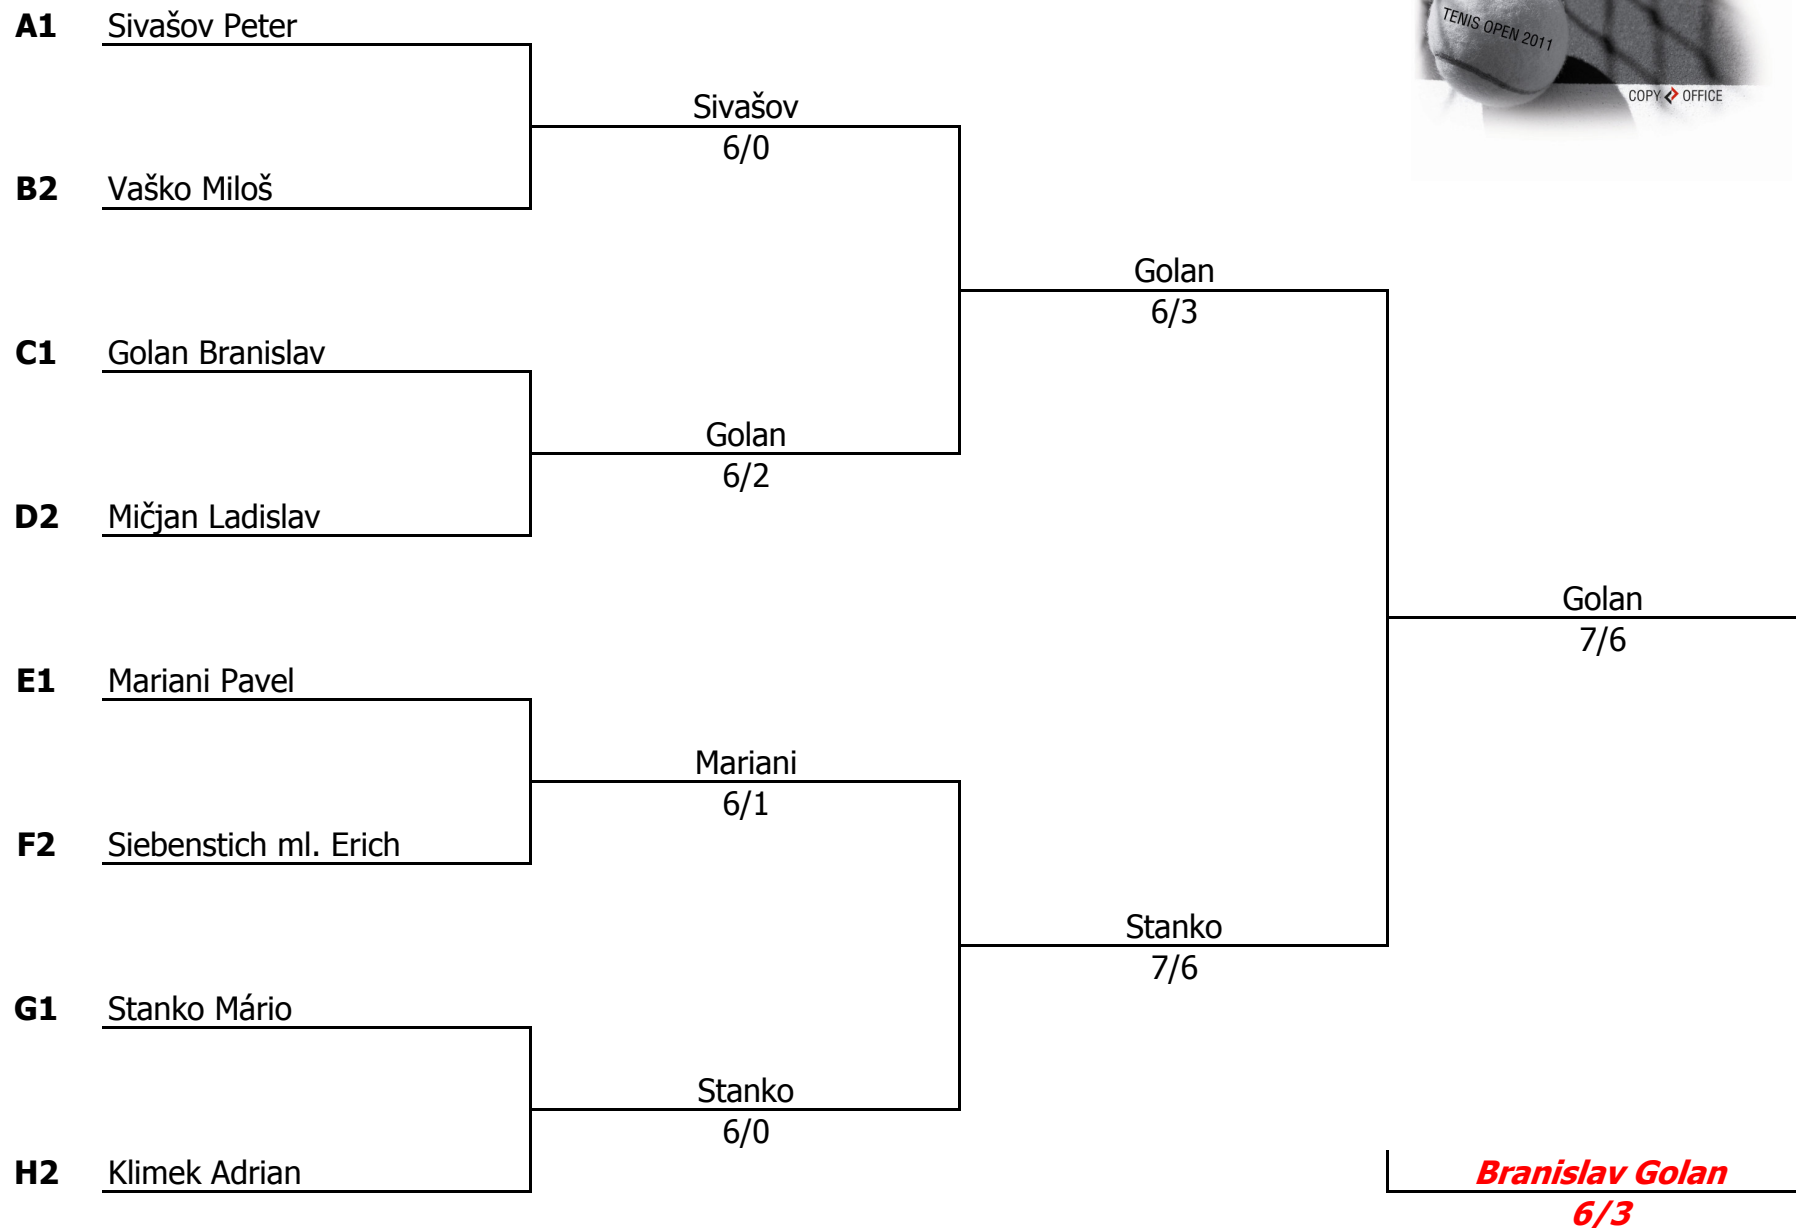 A1 Sivašov Peter
TENIS OPEN 2011
COPY OFFICE
Sivašov
6/0
B2 Vaško Miloš
Golan
6/3
C1 Golan Branislav
Golan
6/2
D2 Mičjan Ladislav
Golan
7/6
E1 Mariani Pavel
Mariani
6/1
F2 Siebenstich ml. Erich
Stanko
7/6
G1 Stanko Mário
Stanko
6/0
H2 Klimek Adrian
Branislav Golan
6/3